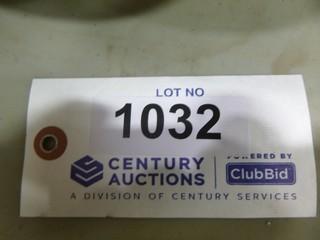 LOT NO
1032
CENTURY
AUCTIONS
POWERED BY
ClubBid
A DIVISION OF CENTURY SERVICES